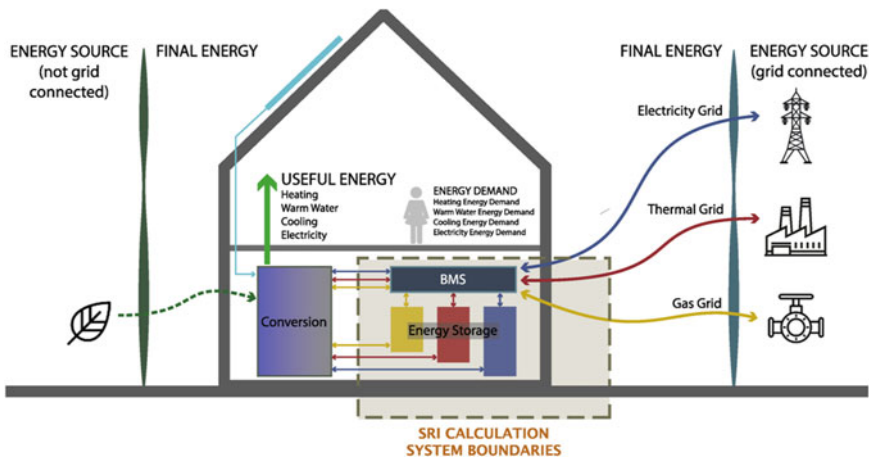 ENERGY SOURCE
(not grid
connected)
FINAL ENERGY
FINAL ENERGY
ENERGY SOURCE
(grid connected)
Electricity Grid
USEFUL ENERGY
Heating
Warm Water
Cooling
Electricity
ENERGY DEMAND
Heating Energy Demand
Warm Water Energy Demand
Cooling Energy Demand
Electricity Energy Demand
Thermal Grid
BMS
Gas Grid
Conversion
Energy Storage
SRI CALCULATION
SYSTEM BOUNDARIES